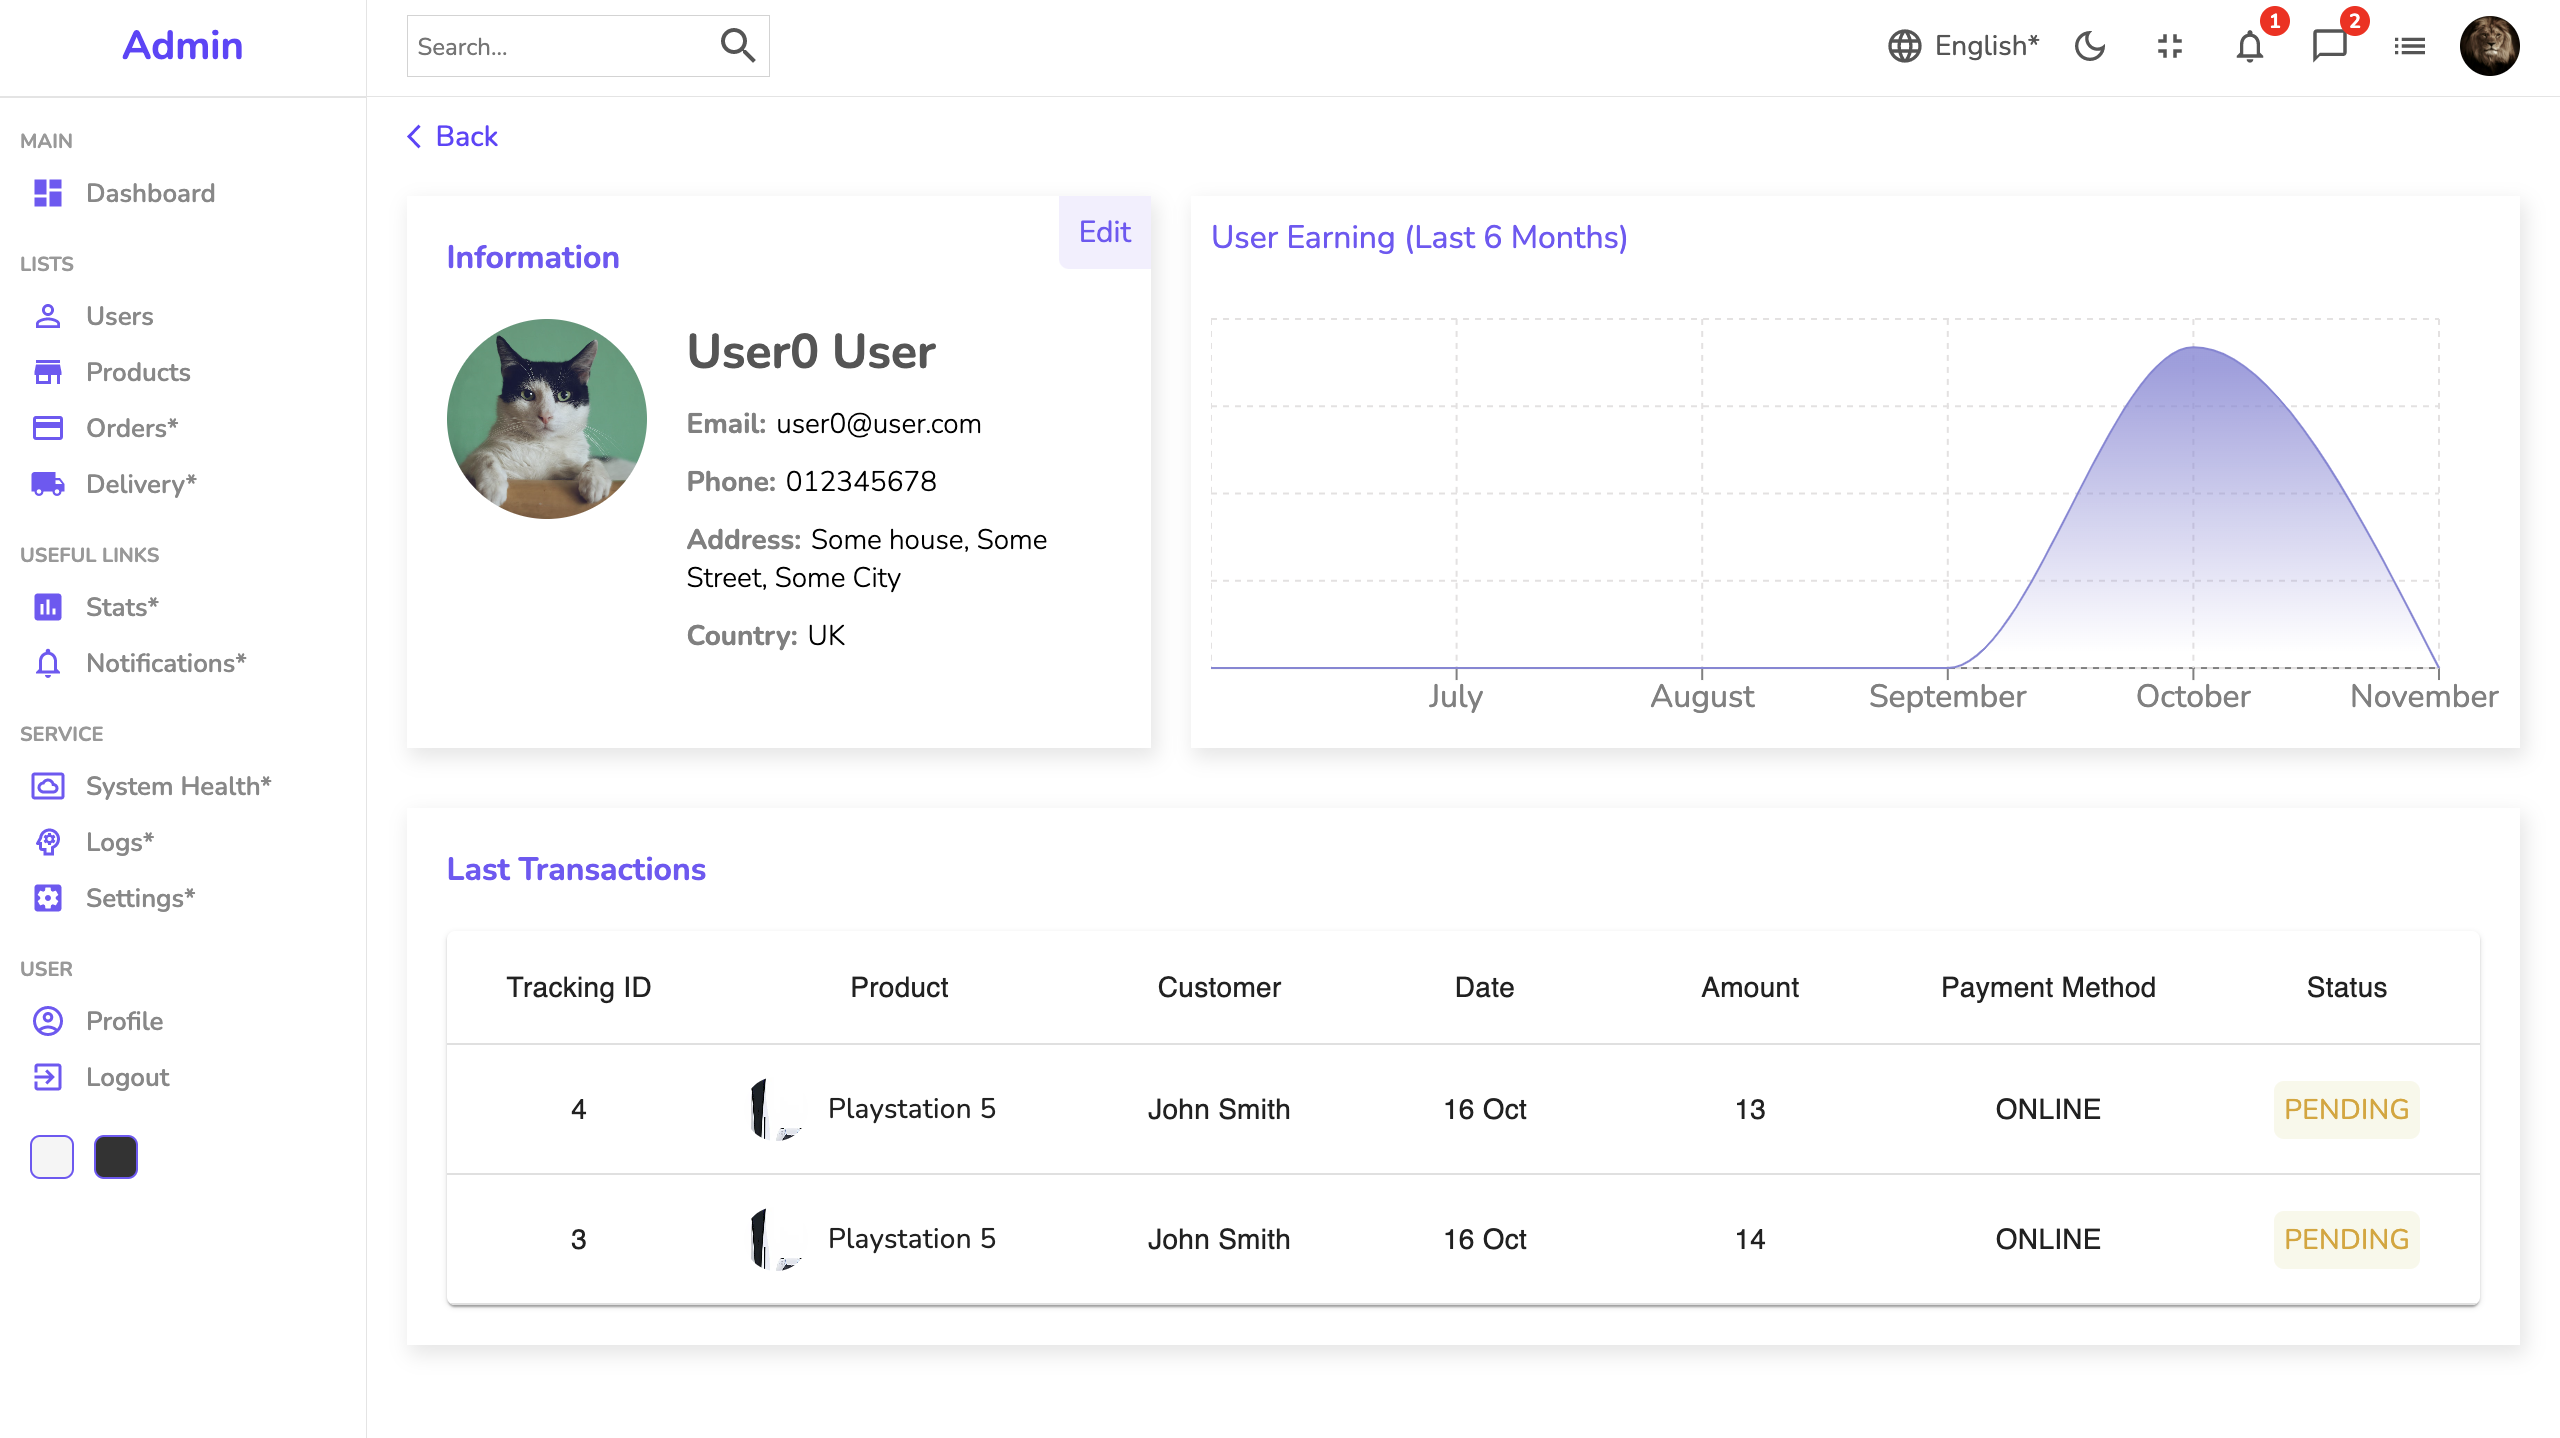 Admin
Search...
English*
1
2
MAIN
Dashboard
LISTS
Users
Products
Orders*
Delivery*
USEFUL LINKS
Stats*
Notifications*
SERVICE
System Health*
Logs*
Settings*
USER
Profile
Logout
Back
Edit
Information
User0 User
Email: user0@user.com
Phone: 012345678
Address: Some house, Some
Street, Some City
Country: UK
User Earning (Last 6 Months)
July August September October November
Last Transactions
Tracking ID Product Customer Date Amount Payment Method Status
4 Playstation 5 John Smith 16 Oct 13 ONLINE PENDING
3 Playstation 5 John Smith 16 Oct 14 ONLINE PENDING